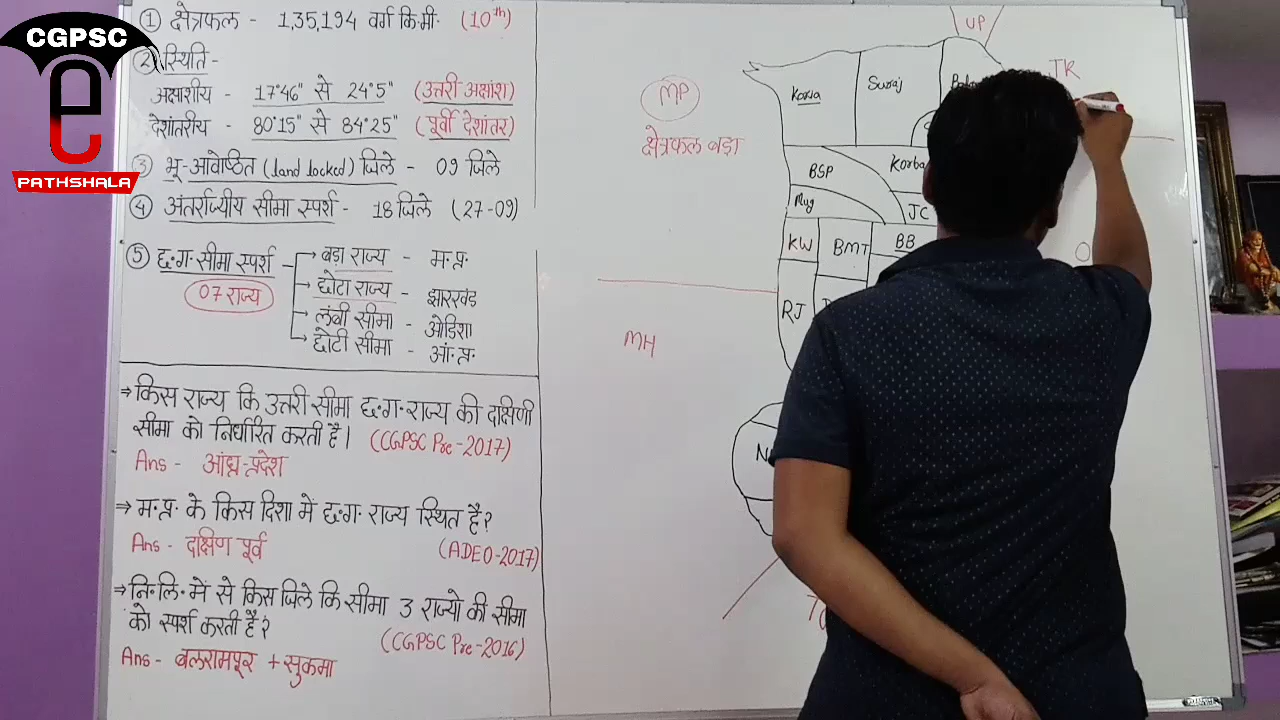 CGPSC
e
PATHSHALA
① क्षेत्रफल - 1,35,194 वर्ग कि.मी. (10th)
② स्थिति -
अक्षाशीय - 17°46" से 24°5" (उत्तरी अक्षांश)
देशांतरीय - 80°15" से 84°25" (पूर्वी देशांतर)
③ भू-आवेष्ठित (land locked) जिले - 09 जिले
④ अंतर्राज्यीय सीमा स्पर्श - 18 जिले (27-09)
⑤ छ.ग. सीमा स्पर्श
07 राज्य
बड़ा राज्य - म.प्र.
छोटा राज्य - झारखंड
लंबी सीमा - ओडिशा
छोटी सीमा - आं.प्र.
→ किस राज्य कि उत्तरी सीमा छ.ग. राज्य की दक्षिणी
सीमा को निर्धारित करती है। (CGPSC Pre-2017)
Ans - आंध्र-प्रदेश
→ म.प्र. के किस दिशा में छ.ग. राज्य स्थित है?
Ans - दक्षिण पूर्व (ADEO-2017)
→ नि.लि. में से किस जिले कि सीमा 3 राज्यो की सीमा
को स्पर्श करती है? (CGPSC Pre-2016)
Ans - बलरामपूर + सुकमा
UP
MP
क्षेत्रफल बड़ा
MH
Koria
Suraj
BSP
Korba
Mug
JC
KW
BMT
BB
RJ